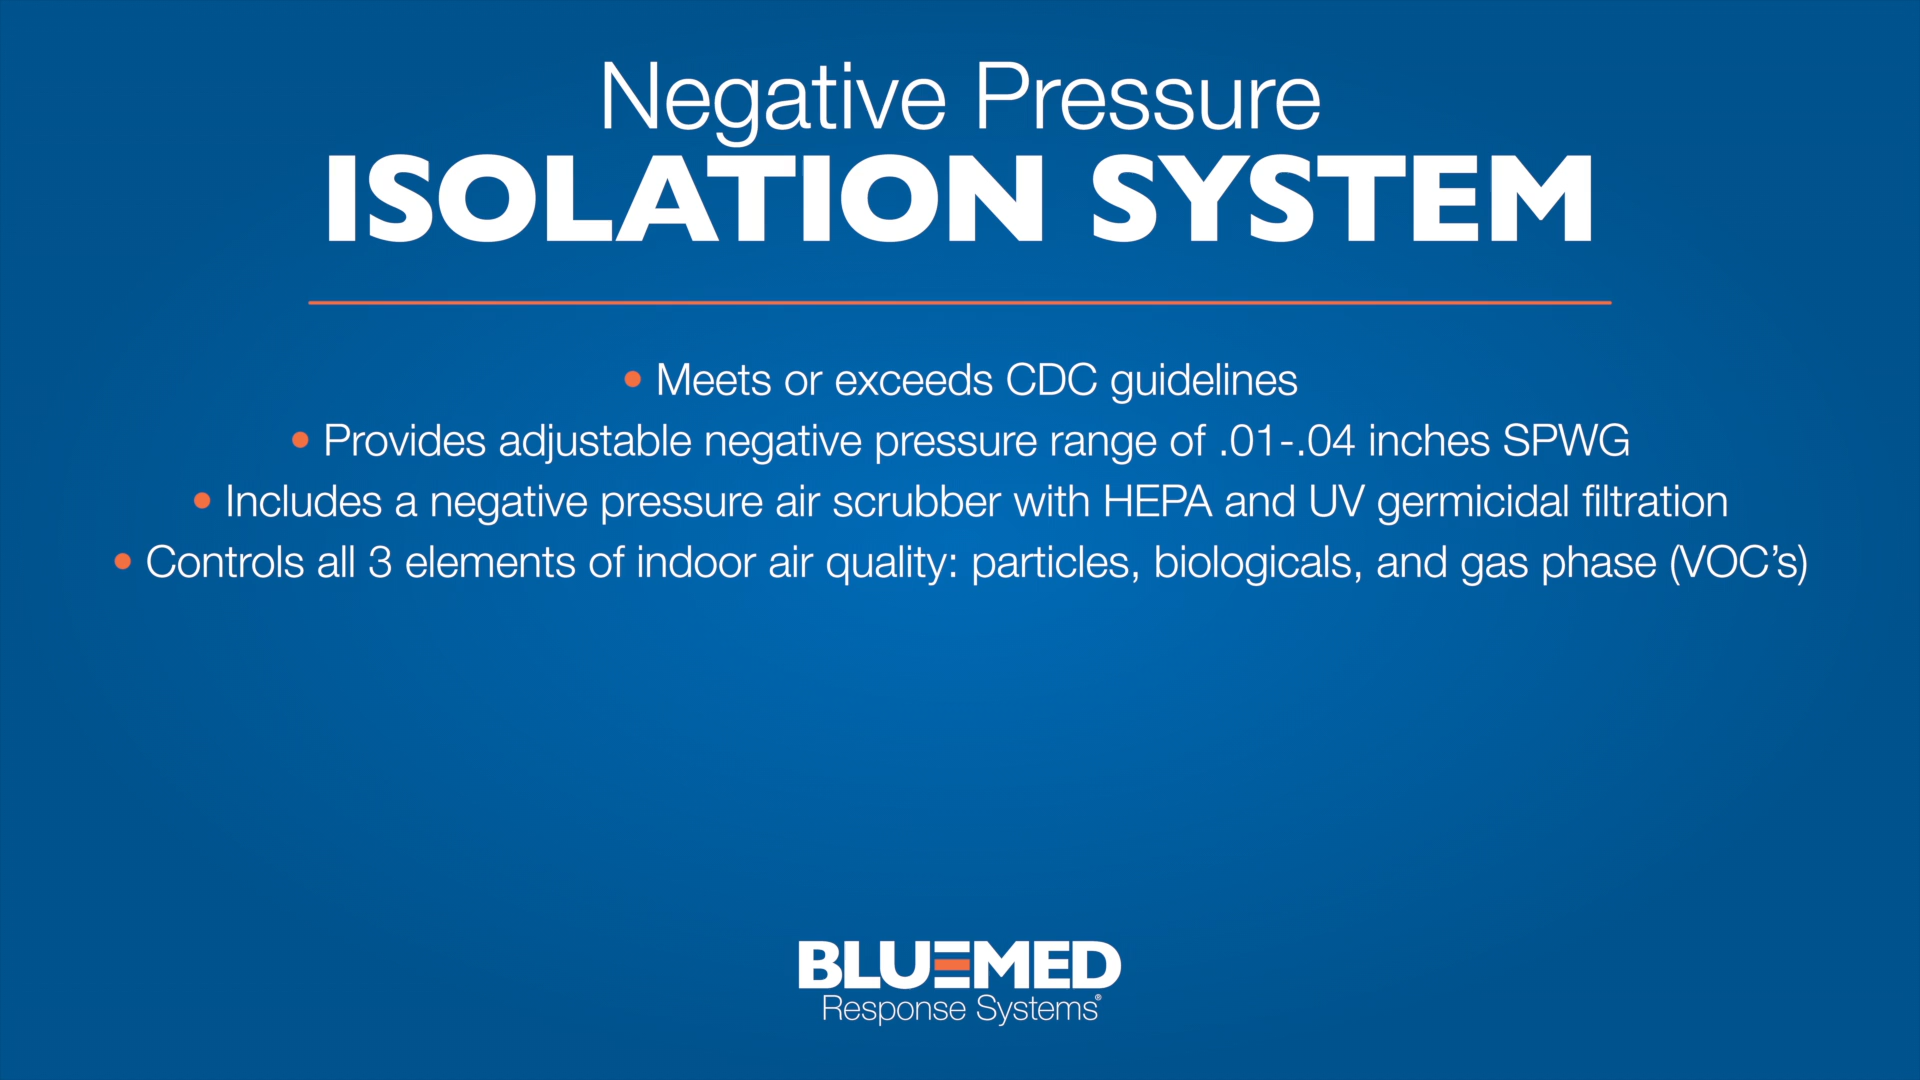 Negative Pressure
ISOLATION SYSTEM
• Meets or exceeds CDC guidelines
• Provides adjustable negative pressure range of .01-.04 inches SPWG
• Includes a negative pressure air scrubber with HEPA and UV germicidal filtration
• Controls all 3 elements of indoor air quality: particles, biologicals, and gas phase (VOC’s)
BLUEMED
Response Systems®